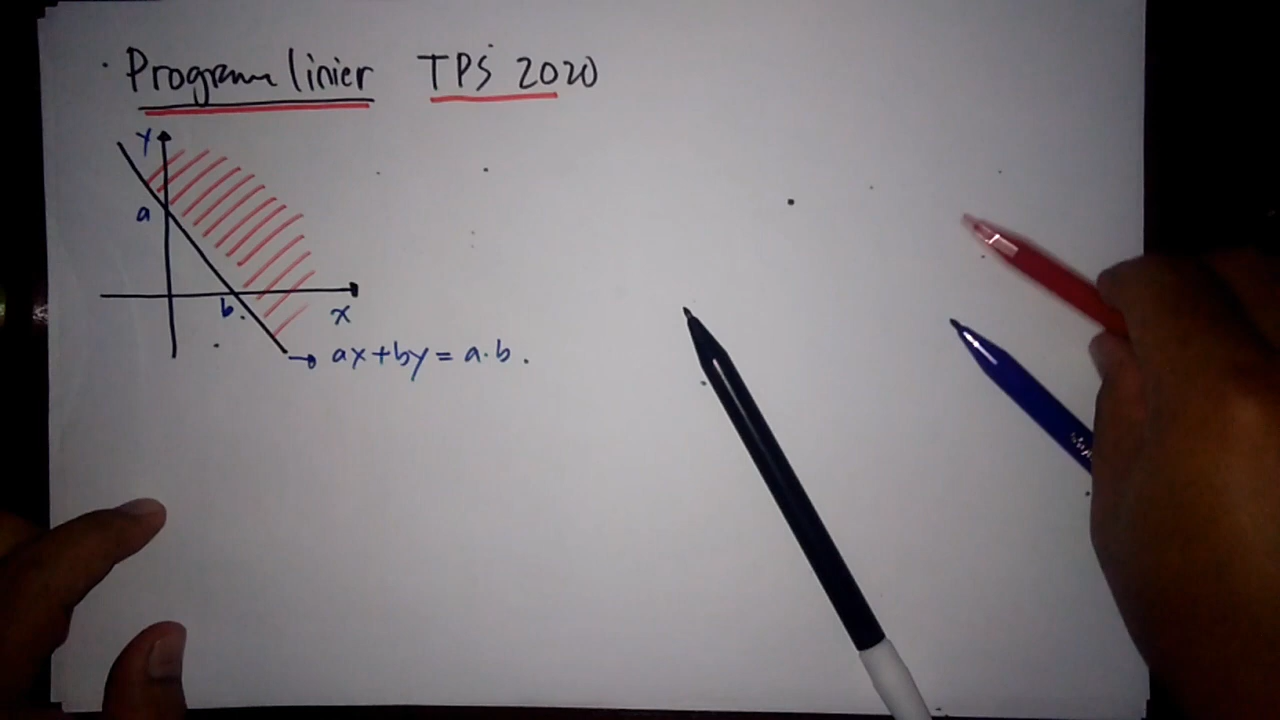 Program linier TPS 2020
y
a
b.
x
ax+by = a.b.